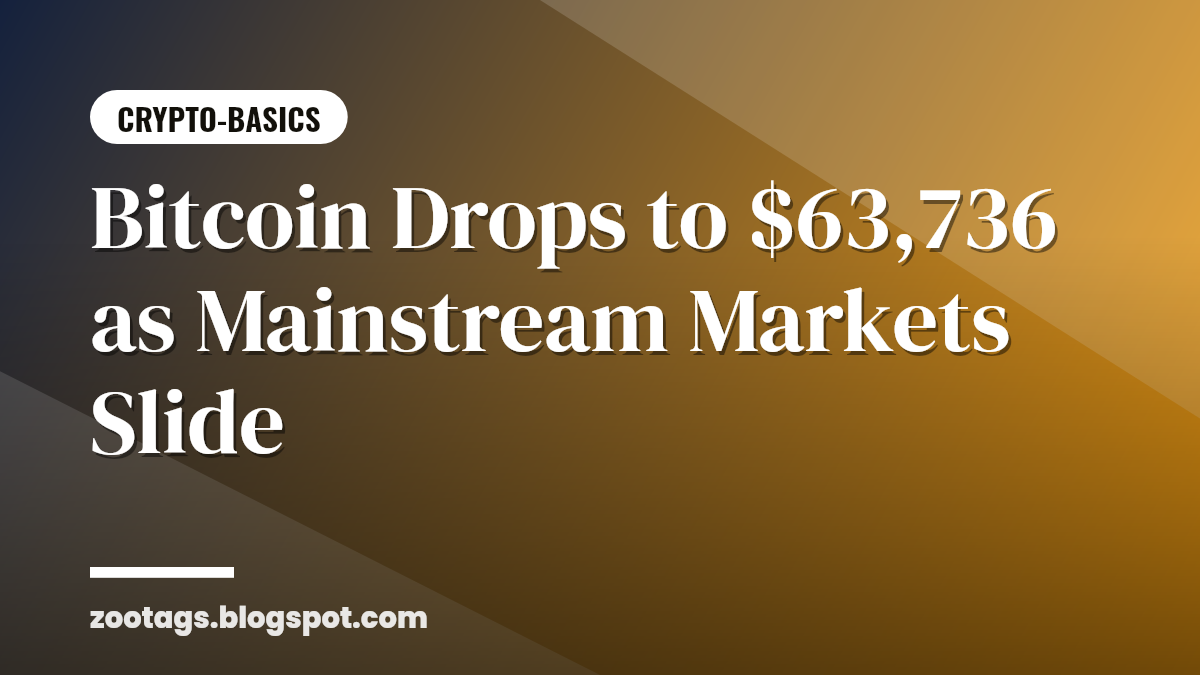 CRYPTO-BASICS
Bitcoin Drops to $63,736
as Mainstream Markets
Slide
zootags.blogspot.com